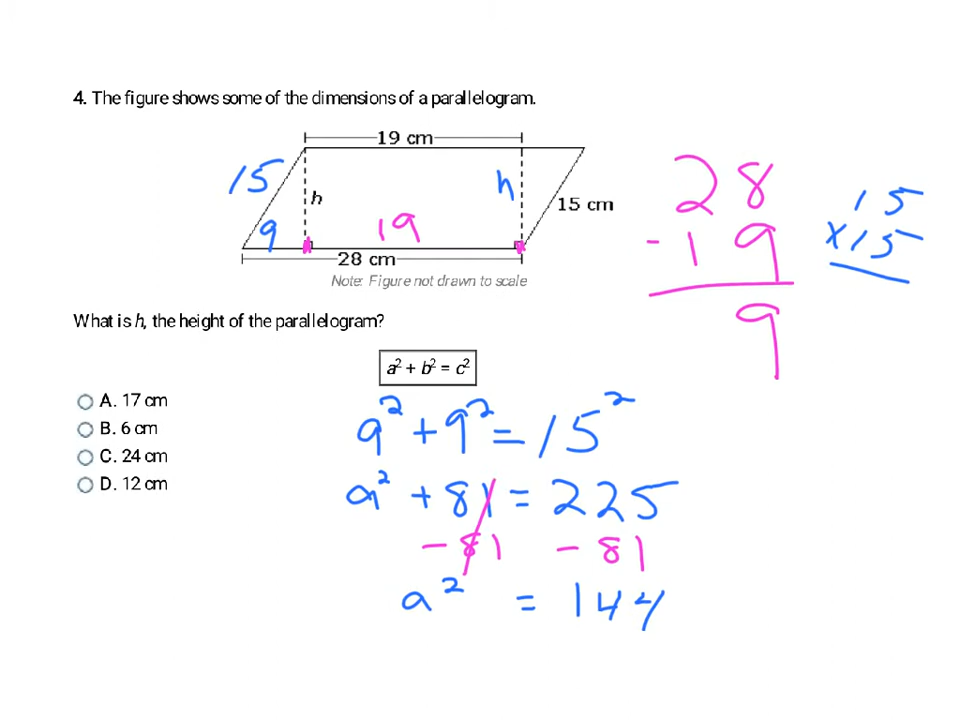 4. The figure shows some of the dimensions of a parallelogram.
19 cm
15
h
h
15 cm
9
19
28 cm
Note: Figure not drawn to scale
28
- 19
9
15
x15
What is h, the height of the parallelogram?
a² + b² = c²
A. 17 cm
B. 6 cm
C. 24 cm
D. 12 cm
a² + 9² = 15²
a² + 81 = 225
- 81 - 81
a² = 144